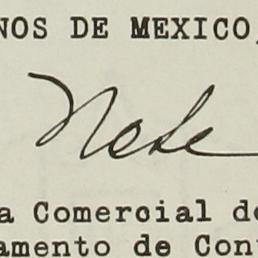 NOS DE MEXICO,
a Comercial de
amento de Con